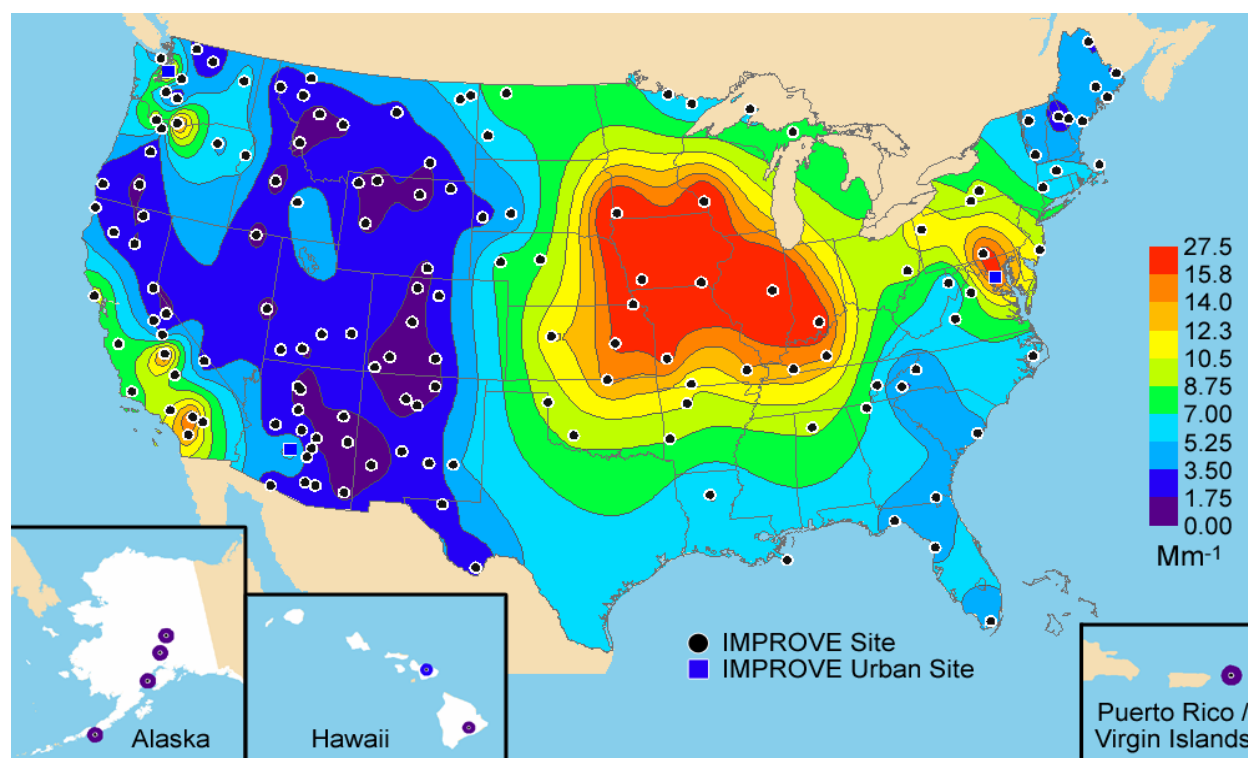 27.5
15.8
14.0
12.3
10.5
8.75
7.00
5.25
3.50
1.75
0.00
Mm-1
IMPROVE Site
IMPROVE Urban Site
Alaska
Hawaii
Puerto Rico /
Virgin Islands